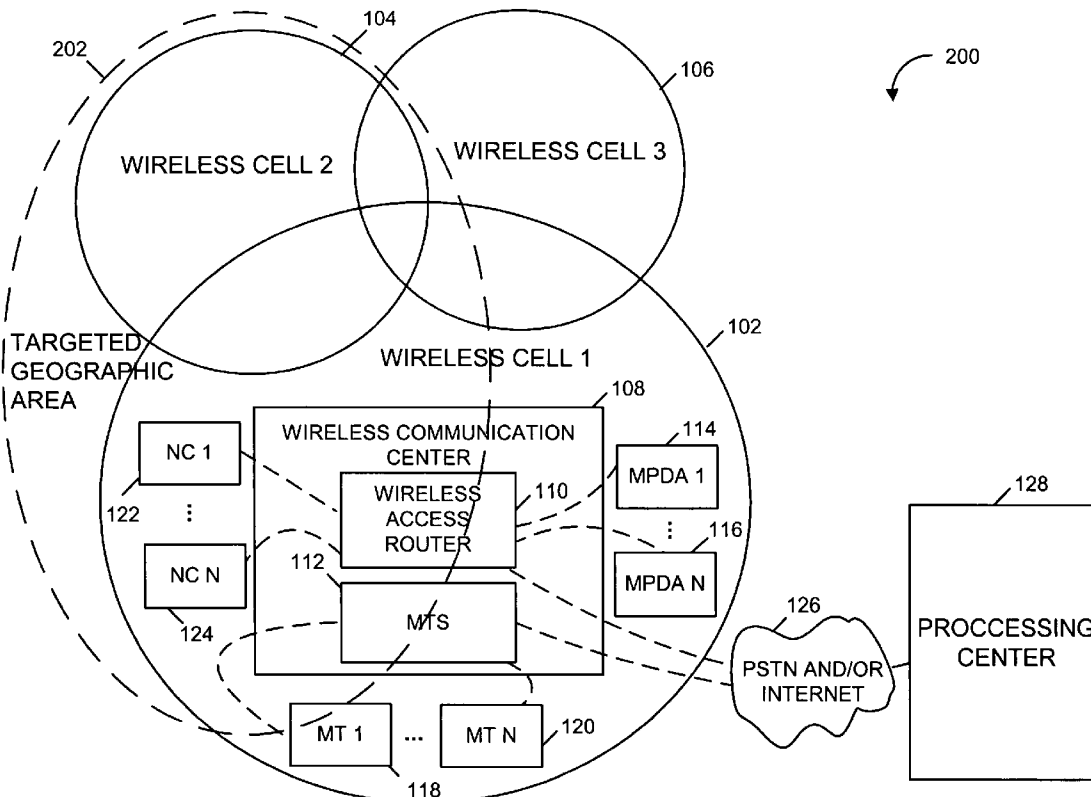 202
104
106
200
WIRELESS CELL 2
WIRELESS CELL 3
TARGETED
GEOGRAPHIC
AREA
102
WIRELESS CELL 1
108
WIRELESS COMMUNICATION
CENTER
NC 1
122
...
NC N
124
WIRELESS
ACCESS
ROUTER
110
112
MTS
114
MPDA 1
...
116
MPDA N
MT 1
118
...
MT N
120
126
PSTN AND/OR
INTERNET
128
PROCCESSING
CENTER